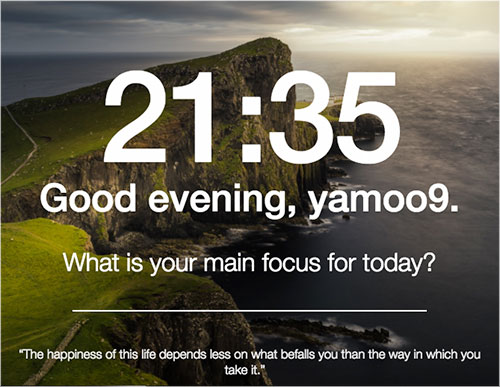 21:35
Good evening, yamoo9.
What is your main focus for today?
"The happiness of this life depends less on what befalls you than the way in which you
take it."